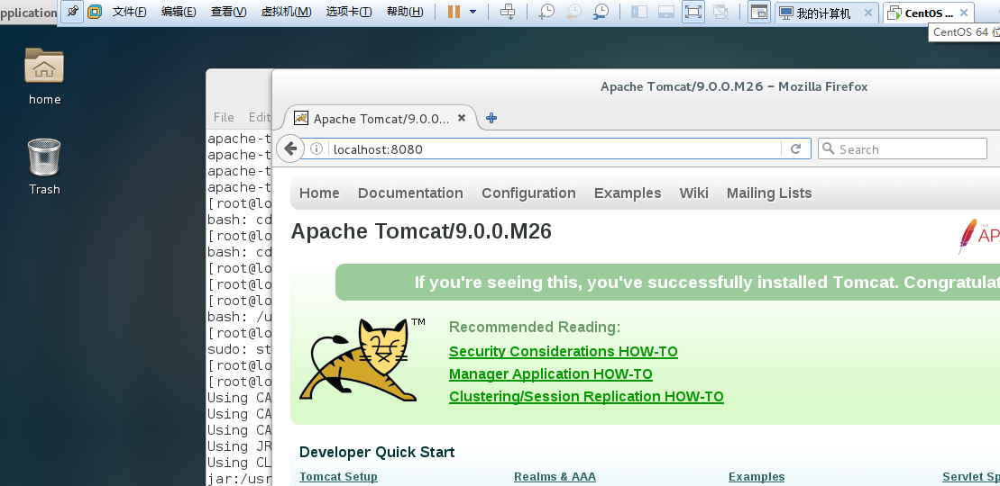 pplication
文件(F) 编辑(E) 查看(V) 虚拟机(M) 选项卡(T) 帮助(H) 我的计算机 CentOS ...
CentOS 64 位
home
Trash
Apache Tomcat/9.0.0.M26 – Mozilla Firefox
File Edit
Apache Tomcat/9.0.0...
localhost:8080
Search
apache-t
apache-t
apache-t
apache-t
[root@lo
bash: cd
[root@lo
bash: cd
[root@lo
[root@lo
[root@lo
bash: /u
[root@lo
sudo: st
[root@lo
[root@lo
Using CA
Using CA
Using CA
Using JR
Using CL
jar:/usr
Home Documentation Configuration Examples Wiki Mailing Lists
Apache Tomcat/9.0.0.M26
THE
AP
If you're seeing this, you've successfully installed Tomcat. Congratulat
TM
Recommended Reading:
Security Considerations HOW-TO
Manager Application HOW-TO
Clustering/Session Replication HOW-TO
Developer Quick Start
Tomcat Setup Realms & AAA Examples Servlet Sp